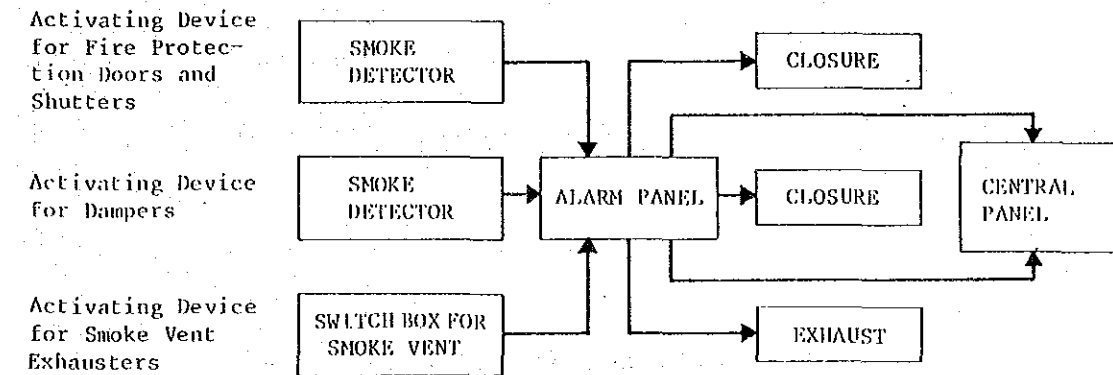 Activating Device
for Fire Protec-
tion Doors and
Shutters
SMOKE
DETECTOR
CLOSURE
Activating Device
for Dampers
SMOKE
DETECTOR
ALARM PANEL
CLOSURE
CENTRAL
PANEL
Activating Device
for Smoke Vent
Exhausters
SWITCH BOX FOR
SMOKE VENT
EXHAUST